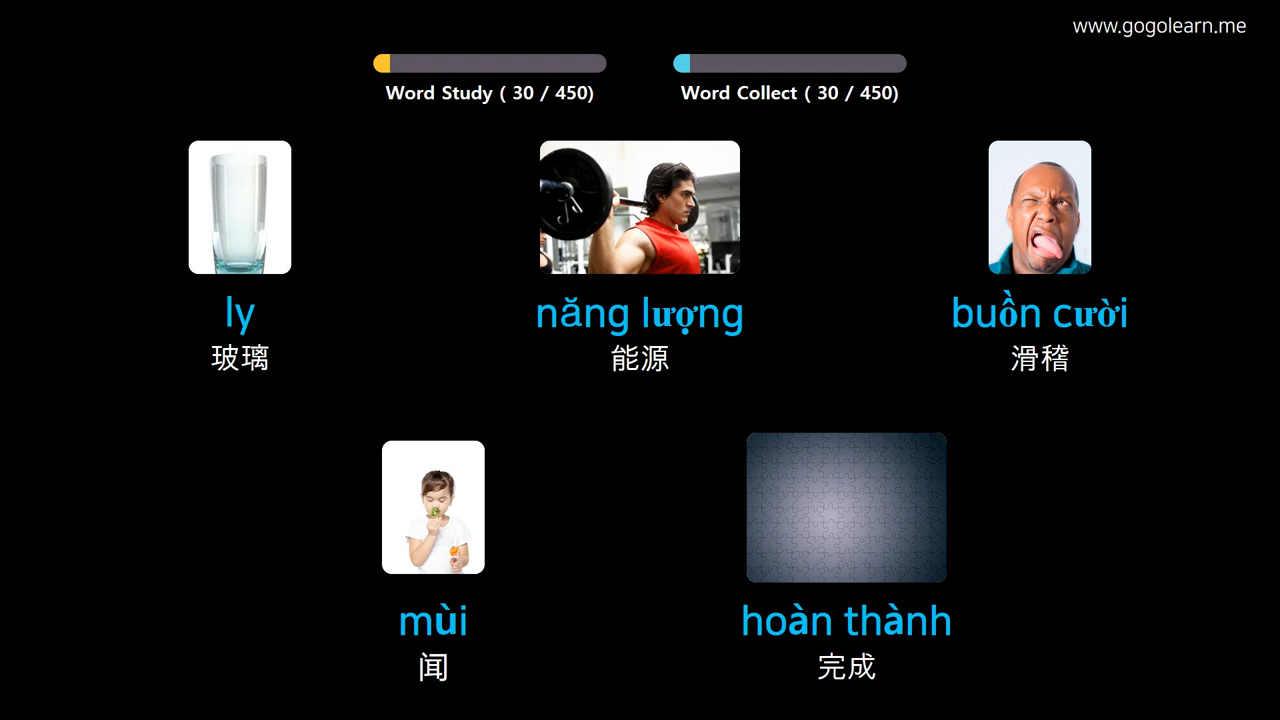 www.gogolearn.me
Word Study ( 30 / 450)
Word Collect ( 30 / 450)
ly
玻璃
năng lượng
能源
buồn cười
滑稽
mùi
闻
hoàn thành
完成